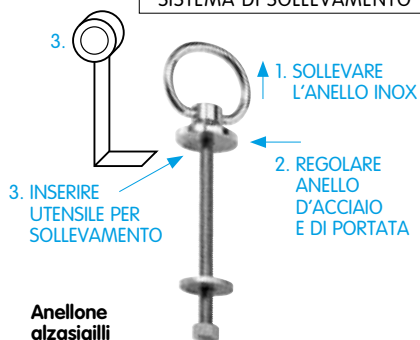 SISTEMA DI SOLLEVAMENTO
3.
1. SOLLEVARE
L'ANELLO INOX
2. REGOLARE
ANELLO
D'ACCIAIO
E DI PORTATA
3. INSERIRE
UTENSILE PER
SOLLEVAMENTO
Anellone
alzasigilli